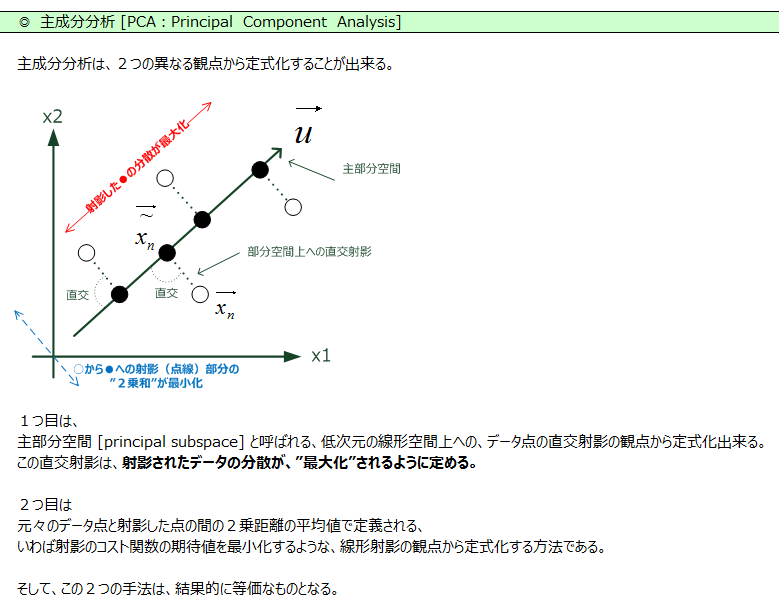 ◎ 主成分分析 [PCA：Principal Component Analysis]
主成分分析は、２つの異なる観点から定式化することが出来る。
x2
射影した●の分散が最大化
u
主部分空間
x̃n
部分空間上への直交射影
直交
直交
xn
x1
○から●への射影（点線）部分の
”２乗和”が最小化
１つ目は、
主部分空間 [principal subspace] と呼ばれる、低次元の線形空間上への、データ点の直交射影の観点から定式化出来る。
この直交射影は、射影されたデータの分散が、”最大化”されるように定める。
２つ目は
元々のデータ点と射影した点の間の２乗距離の平均値で定義される、
いわば射影のコスト関数の期待値を最小化するような、線形射影の観点から定式化する方法である。
そして、この２つの手法は、結果的に等価なものとなる。